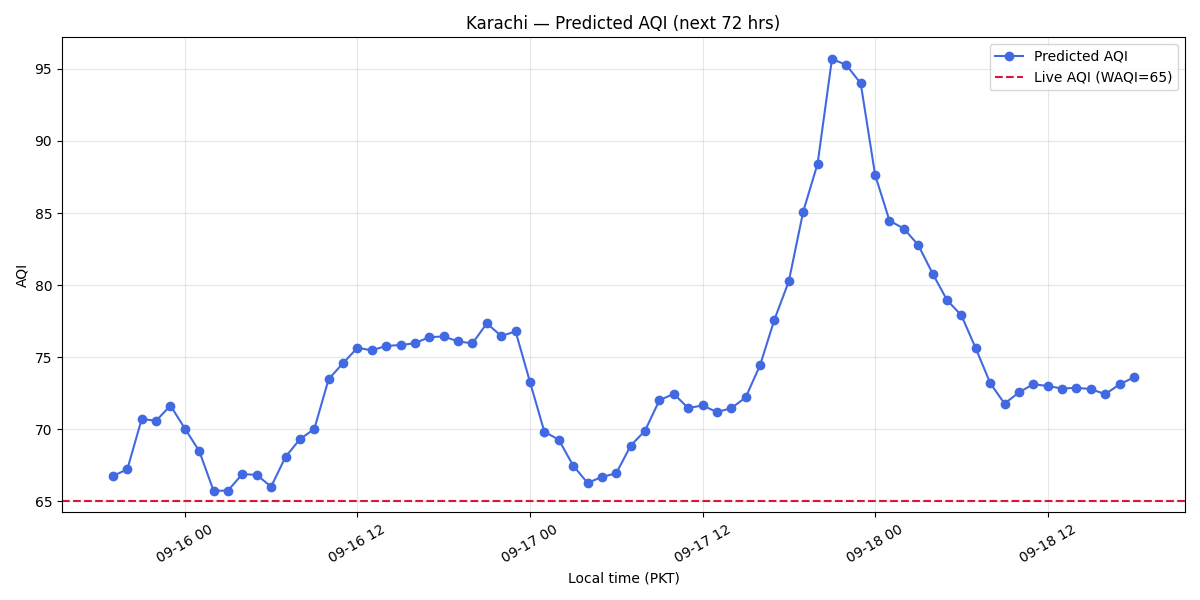 Karachi — Predicted AQI (next 72 hrs)
Predicted AQI
Live AQI (WAQI=65)
AQI
95
90
85
80
75
70
65
09-16 00
09-16 12
09-17 00
09-17 12
09-18 00
09-18 12
Local time (PKT)